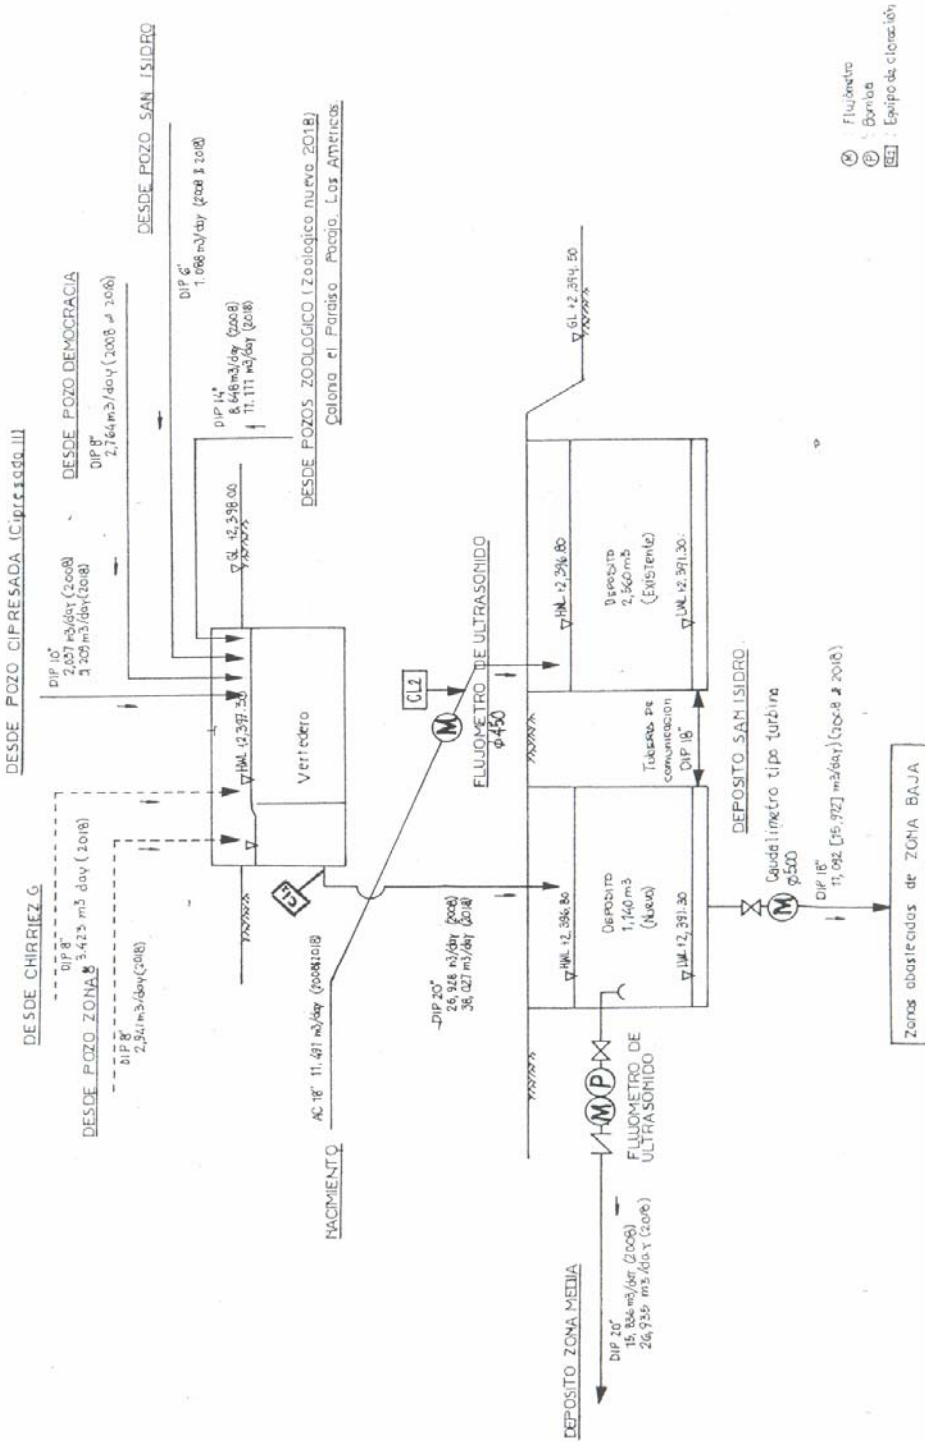 DESDE CHIRRIEZ G
DIP 8"
3.423 m3 day (2018)
DESDE POZO ZONA 8
DIP 8"
2,941 m3/day (2018)
DESDE POZO CIPRESADA (Cipresada II)
DIP 10"
2,037 m3/day (2008)
m3/day (2018)
DESDE POZO DEMOCRACIA
DIP 8"
2,764 m3/day (2008 2018)
DESDE POZO SAN ISIDRO
DIP 6"
1.088 m3/day (2008 & 2018)
DIP 14"
8.648 m3/day (2008)
11.111 m3/day (2018)
DESDE POZOS ZOOLOGICO (Zoologico nuevo 2018)
Colonia el Paraiso Pacaja. Las Americas
GL +2,398.00
HWL +2,397.30
Vertedero
NACIMIENTO
AC 18" 11.491 m3/day (2008&2018)
CL2
CL2
M
FLUJOMETRO DE ULTRASONIDO
φ450
DIP 20"
26,928 m3/day (2008)
38,027 m3/day (2018)
GL +2,394.50
HWL +2,396.80
DEPOSITO
1,140 m3
(Nuevo)
LWL +2,391.30
Tuberas de
comunicacion
DIP 18"
HWL +2,396.80
DEPOSITO
2,560 m3
(Existente)
LWL +2,391.30
DEPOSITO SAN ISIDRO
M P
FLUJOMETRO DE
ULTRASONIDO
DEPOSITO ZONA MEDIA
DIP 20"
15,836 m3/day (2008)
26,935 m3/day (2018)
M
Caudalimetro tipo turbina
φ500
DIP 18"
11,092 [15,972] m3/day) (2008 & 2018)
Zonas abastecidas de ZONA BAJA
M : Flujómetro
P : Bomba
CL2 : Equipo de cloración